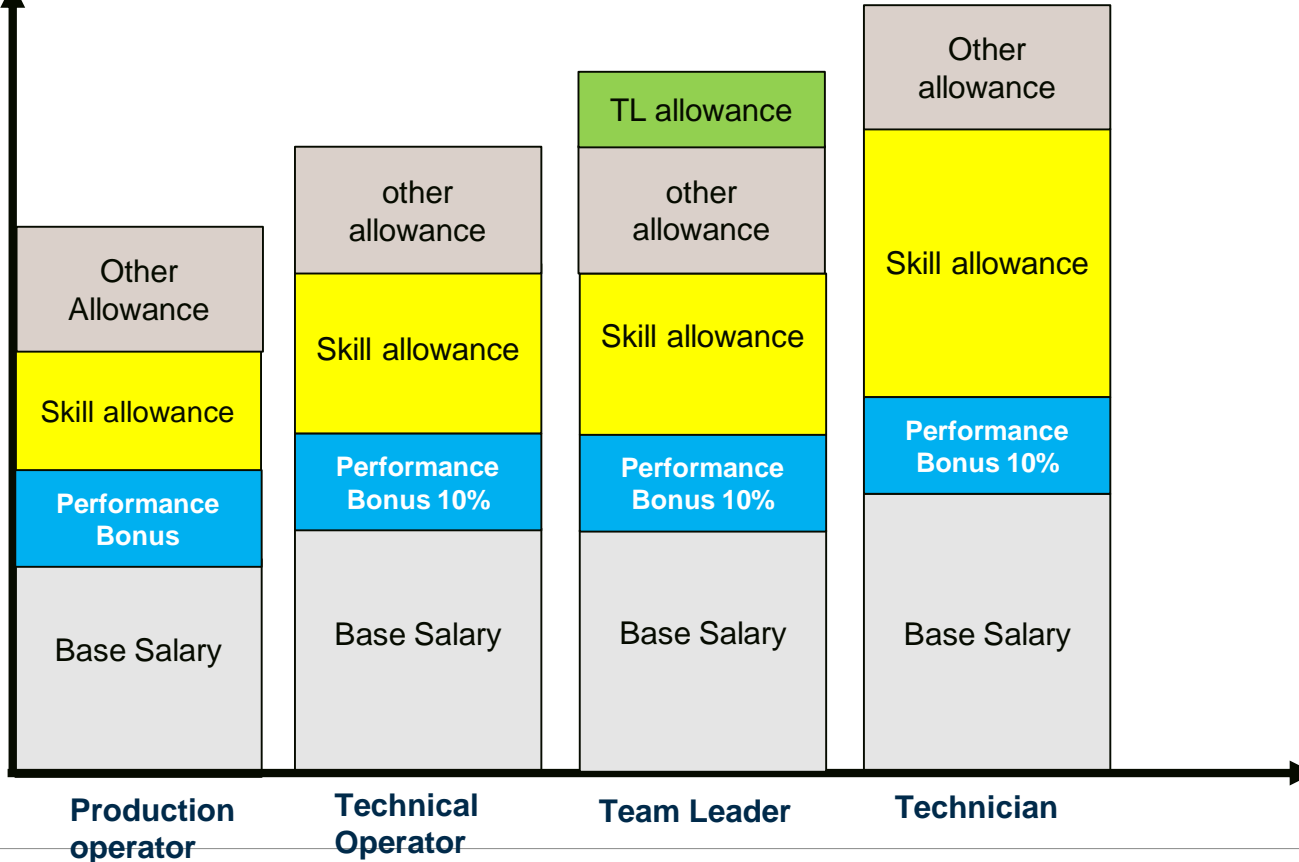 Other
Allowance
Skill allowance
Performance
Bonus
Base Salary
other
allowance
Skill allowance
Performance
Bonus 10%
Base Salary
TL allowance
other
allowance
Skill allowance
Performance
Bonus 10%
Base Salary
Other
allowance
Skill allowance
Performance
Bonus 10%
Base Salary
Production
operator
Technical
Operator
Team Leader
Technician